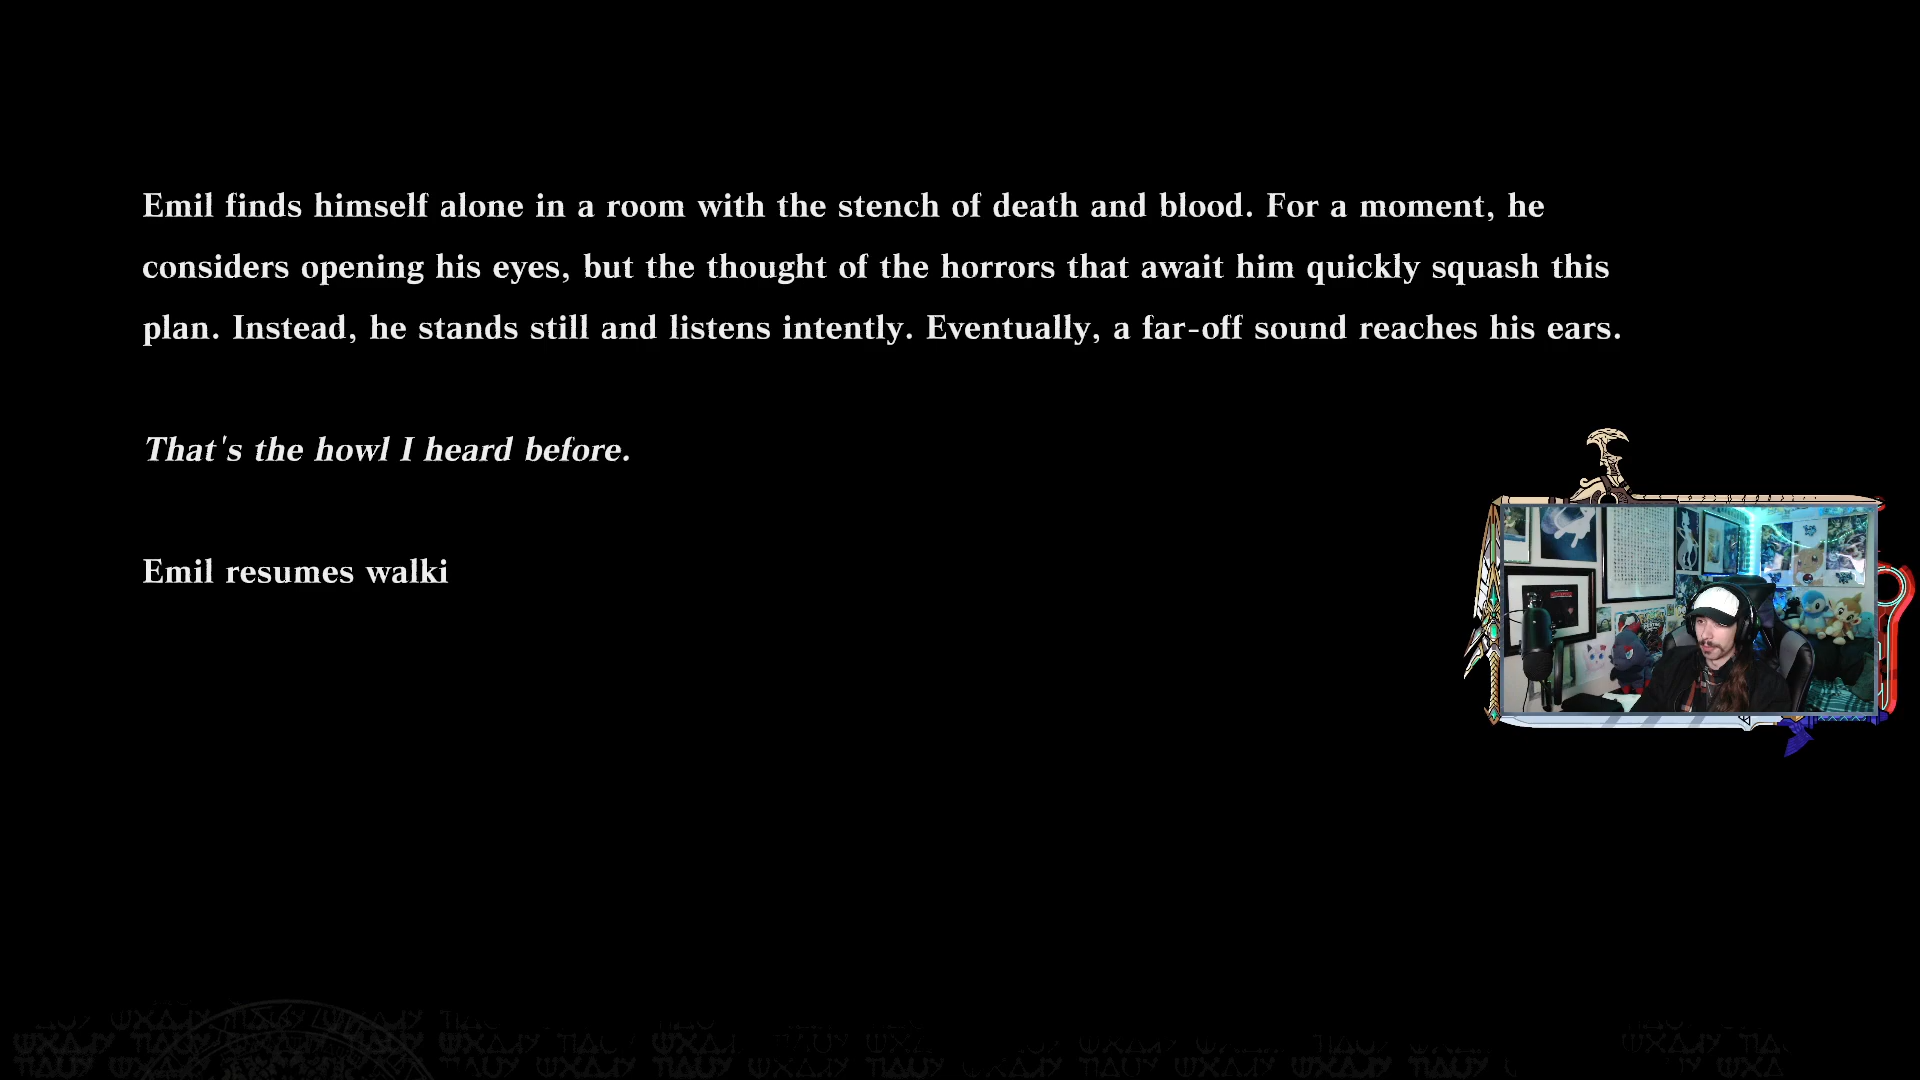 Emil finds himself alone in a room with the stench of death and blood. For a moment, he
considers opening his eyes, but the thought of the horrors that await him quickly squash this
plan. Instead, he stands still and listens intently. Eventually, a far-off sound reaches his ears.
That's the howl I heard before.
Emil resumes walki